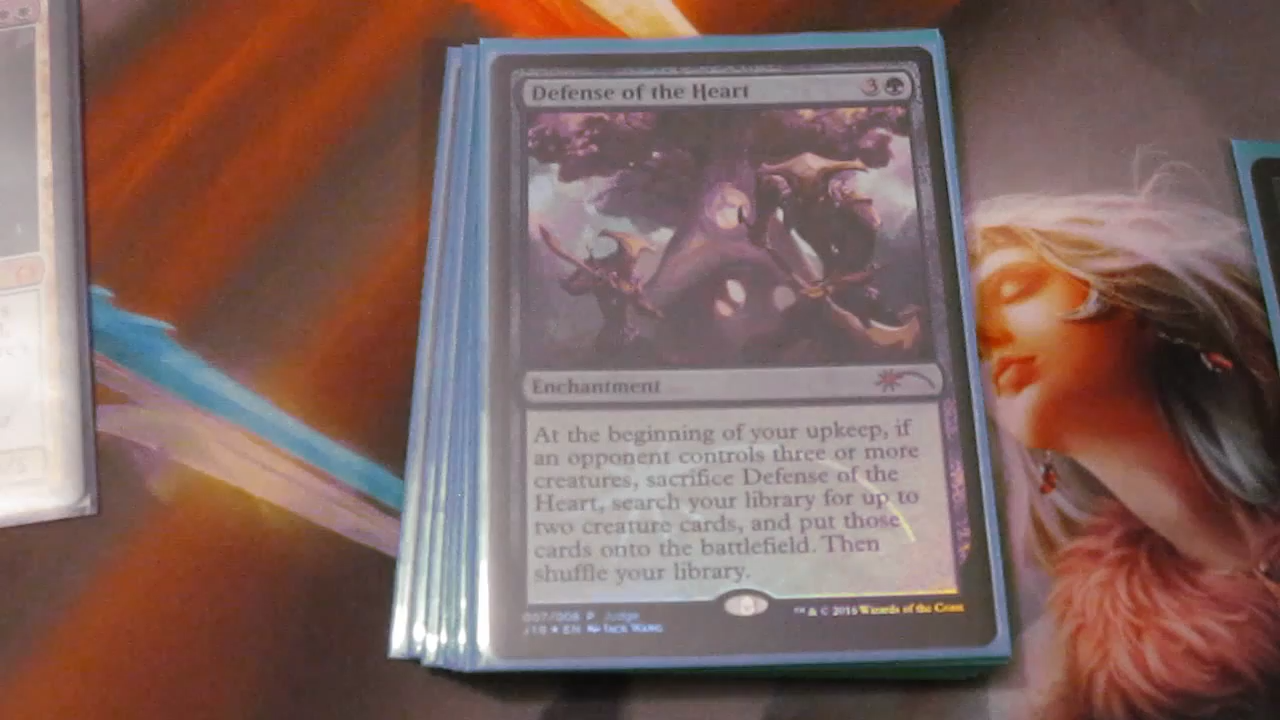 Defense of the Heart 3
Enchantment
At the beginning of your upkeep, if
an opponent controls three or more
creatures, sacrifice Defense of the
Heart, search your library for up to
two creature cards, and put those
cards onto the battlefield. Then
shuffle your library.
007/008 P Judge
™ & © 2016 Wizards of the Coast
EN Jack Wang